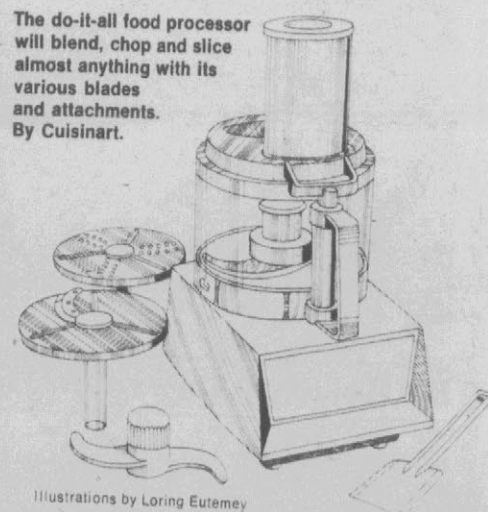 The do-it-all food processor
will blend, chop and slice
almost anything with its
various blades
and attachments.
By Cuisinart.
Illustrations by Loring Eutemey